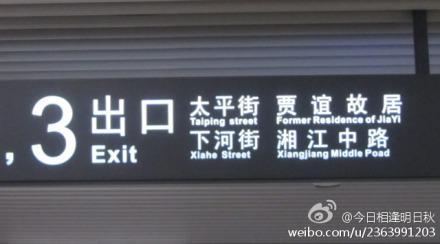 ,3 出口 Exit
太平街 贾谊故居
Taiping street Former Residence of JiaYi
下河街 湘江中路
Xiahe Street Xiangjiang Middle Poad
@今日相逢明日秋
weibo.com/u/2363991203